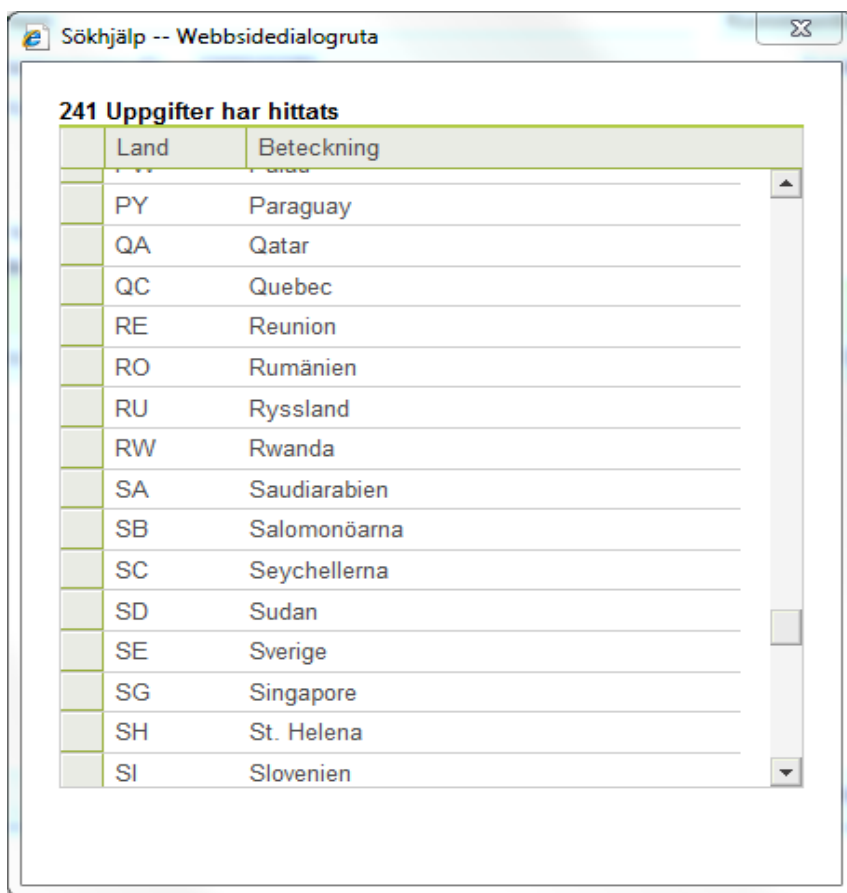 Sökhjälp -- Webbsidedialogruta
241 Uppgifter har hittats
Land Beteckning
PW Palau
PY Paraguay
QA Qatar
QC Quebec
RE Reunion
RO Rumänien
RU Ryssland
RW Rwanda
SA Saudiarabien
SB Salomonöarna
SC Seychellerna
SD Sudan
SE Sverige
SG Singapore
SH St. Helena
SI Slovenien